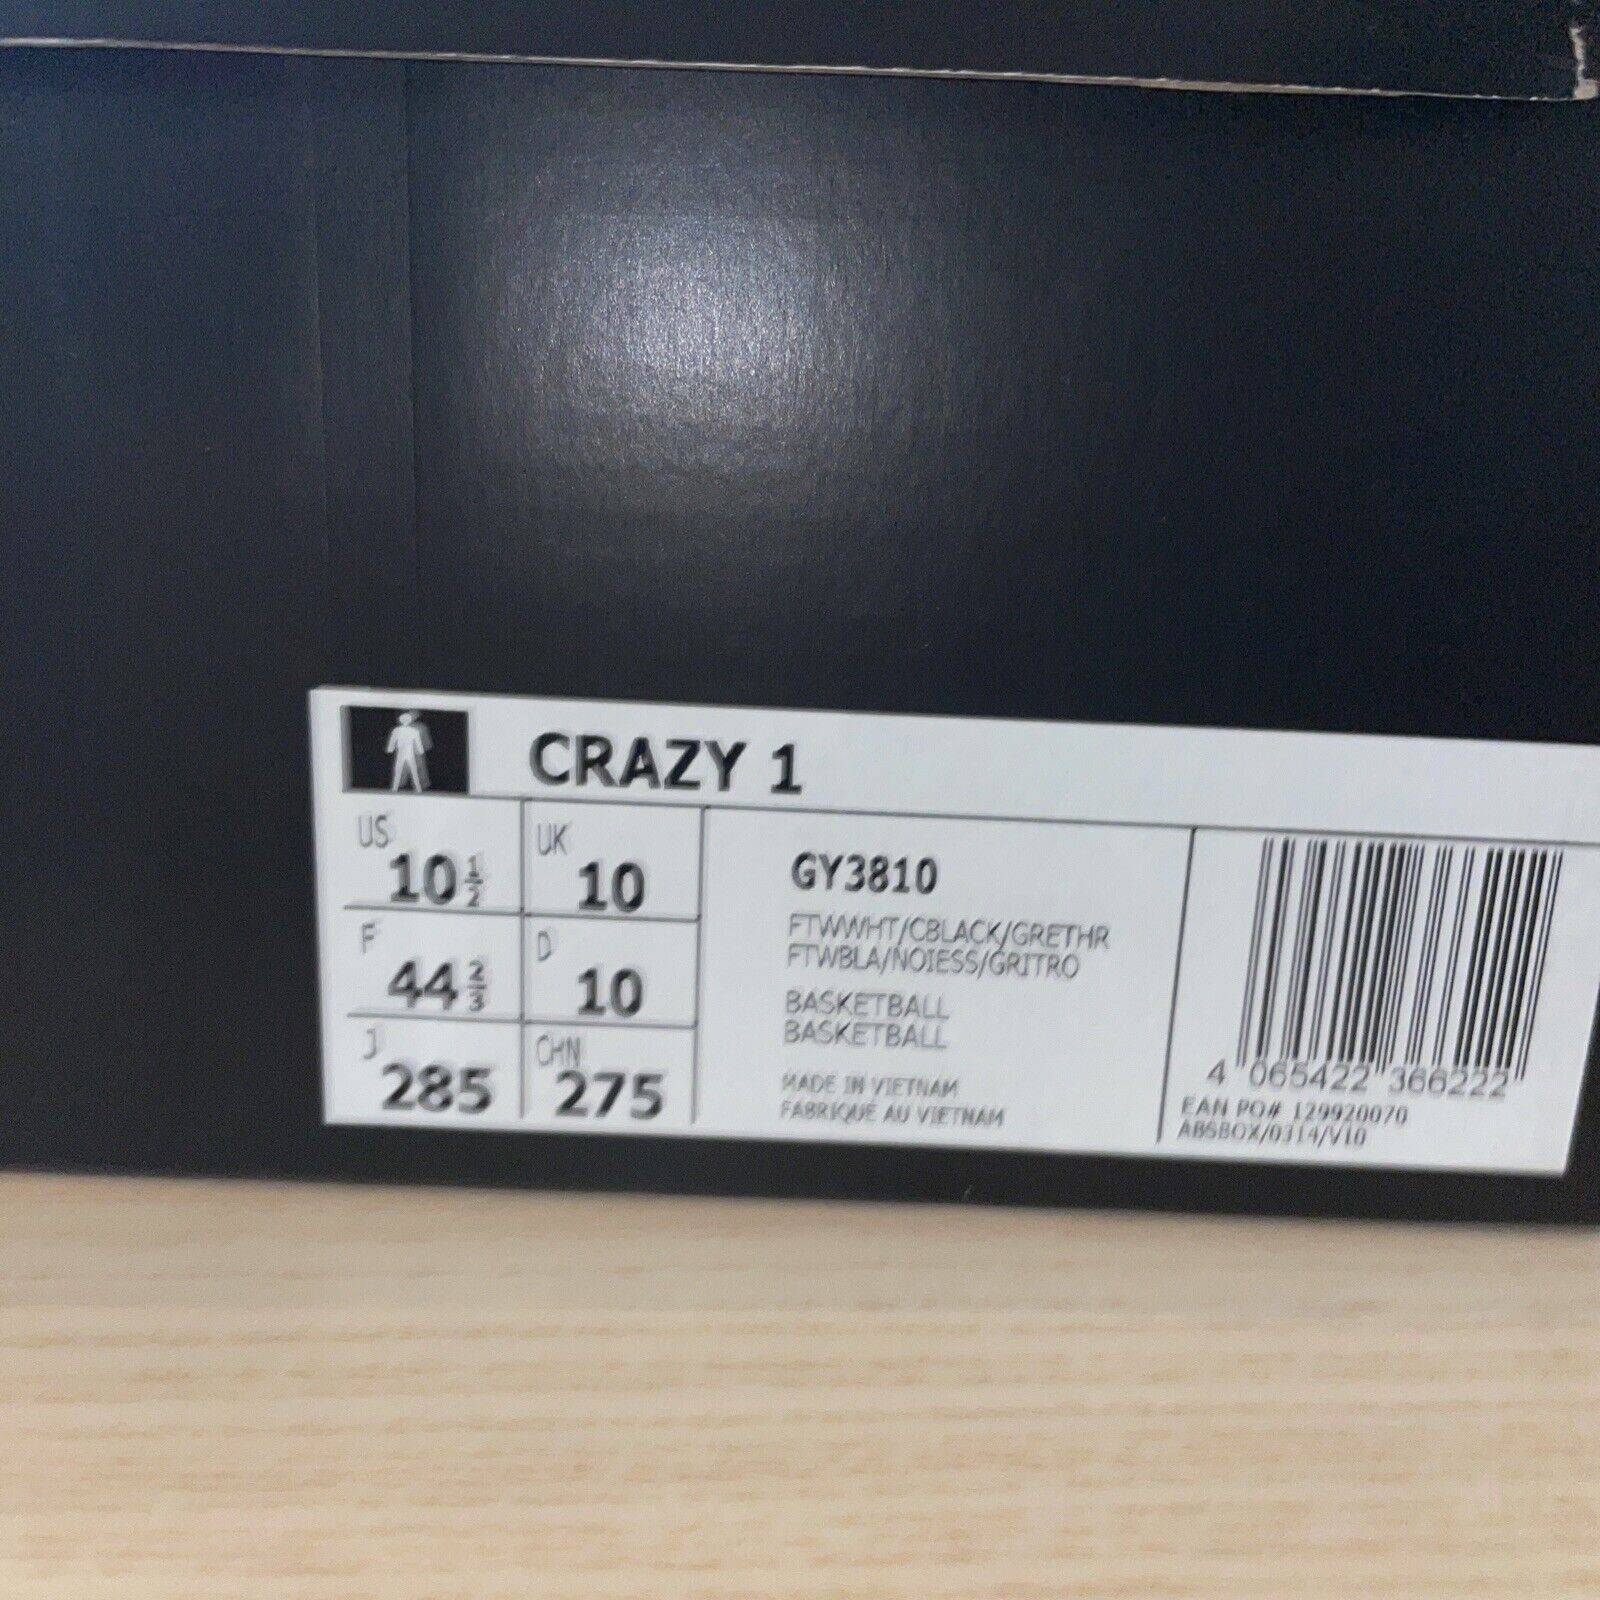 CRAZY 1
US 10 1/2
UK 10
F 44 2/3
D 10
J 285
CHN 275
GY3810
FTWWHT/CBLACK/GRETHR
FTWBLA/NOIESS/GRITRO
BASKETBALL
BASKETBALL
MADE IN VIETNAM
FABRIQUÉ AU VIETNAM
4 065422 366222
EAN PO# 129920070
ABSBOX/0314/V10